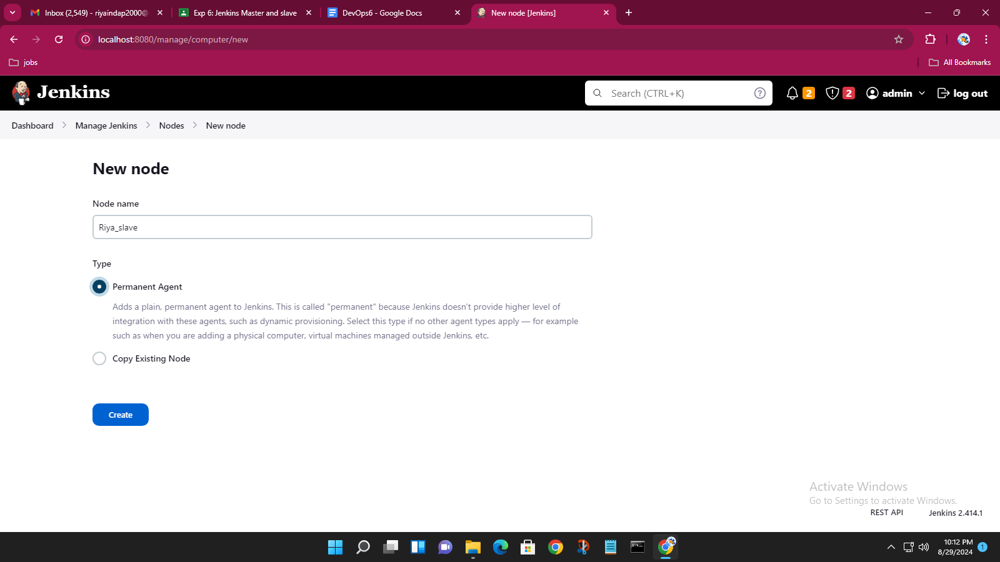 Inbox (2,549) - riyaindap2000@
Exp 6: Jenkins Master and slave
DevOps6 - Google Docs
New node [Jenkins]
localhost:8080/manage/computer/new
jobs
All Bookmarks
Jenkins
Search (CTRL+K)
2
2
admin
log out
Dashboard
Manage Jenkins
Nodes
New node
New node
Node name
Riya_slave
Type
Permanent Agent
Adds a plain, permanent agent to Jenkins. This is called "permanent" because Jenkins doesn’t provide higher level of
integration with these agents, such as dynamic provisioning. Select this type if no other agent types apply — for example
such as when you are adding a physical computer, virtual machines managed outside Jenkins, etc.
Copy Existing Node
Create
Activate Windows
Go to Settings to activate Windows.
REST API
Jenkins 2.414.1
10:12 PM
8/29/2024
1